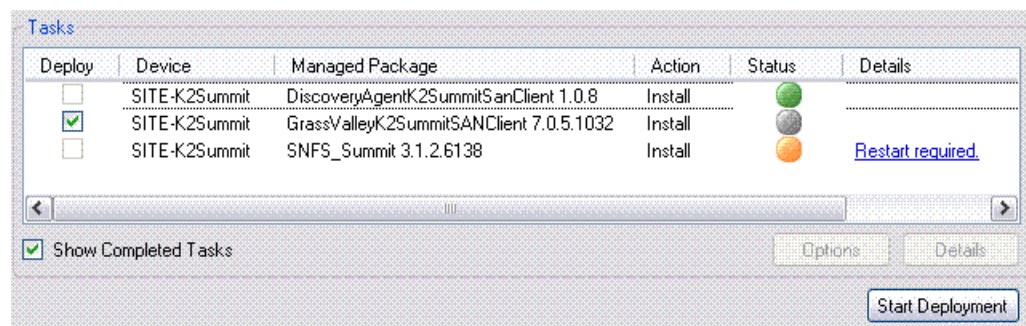 Tasks
Deploy Device Managed Package Action Status Details
SITE-K2Summit DiscoveryAgentK2SummitSanClient 1.0.8 Install
SITE-K2Summit GrassValleyK2SummitSANClient 7.0.5.1032 Install
SITE-K2Summit SNFS_Summit 3.1.2.6138 Install Restart required.
Show Completed Tasks Options Details
Start Deployment